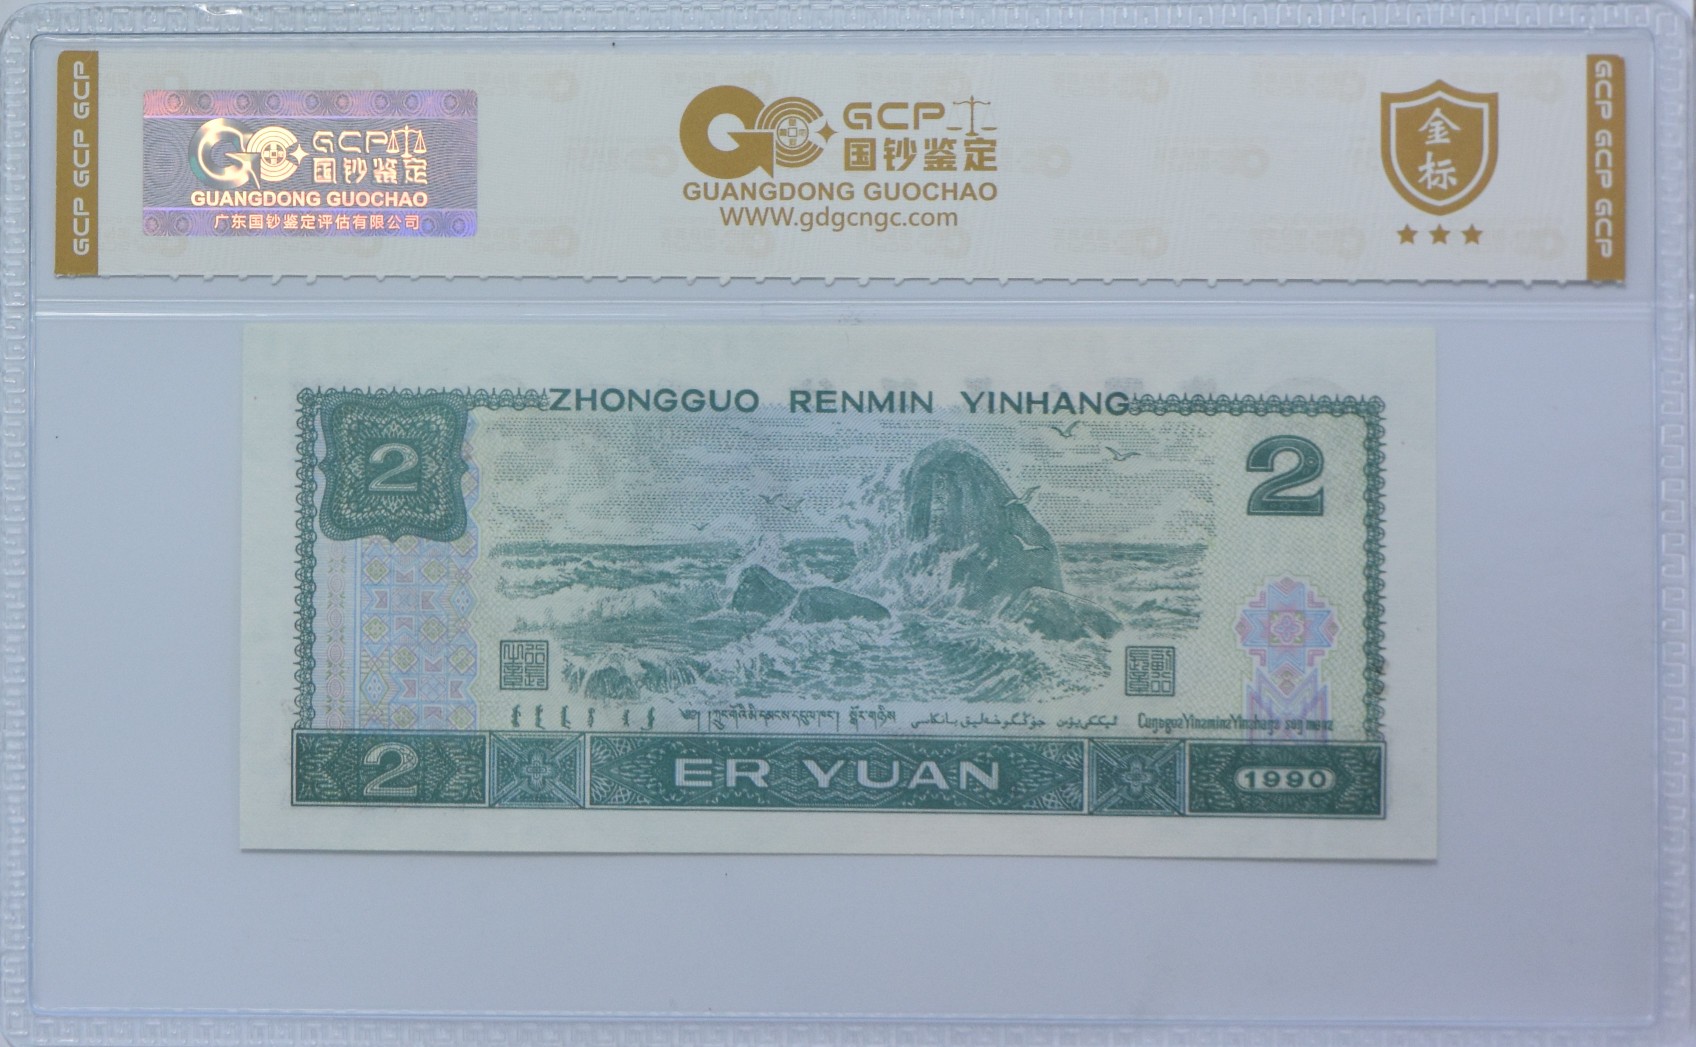 GCP GCP GCP
GCP 国钞鉴定
GUANGDONG GUOCHAO
广东国钞鉴定评估有限公司
GCP
国钞鉴定
GUANGDONG GUOCHAO
WWW.gdgcngc.com
金标
GCP GCP GCP
ZHONGGUO RENMIN YINHANG
2
2
2
ER YUAN
1990